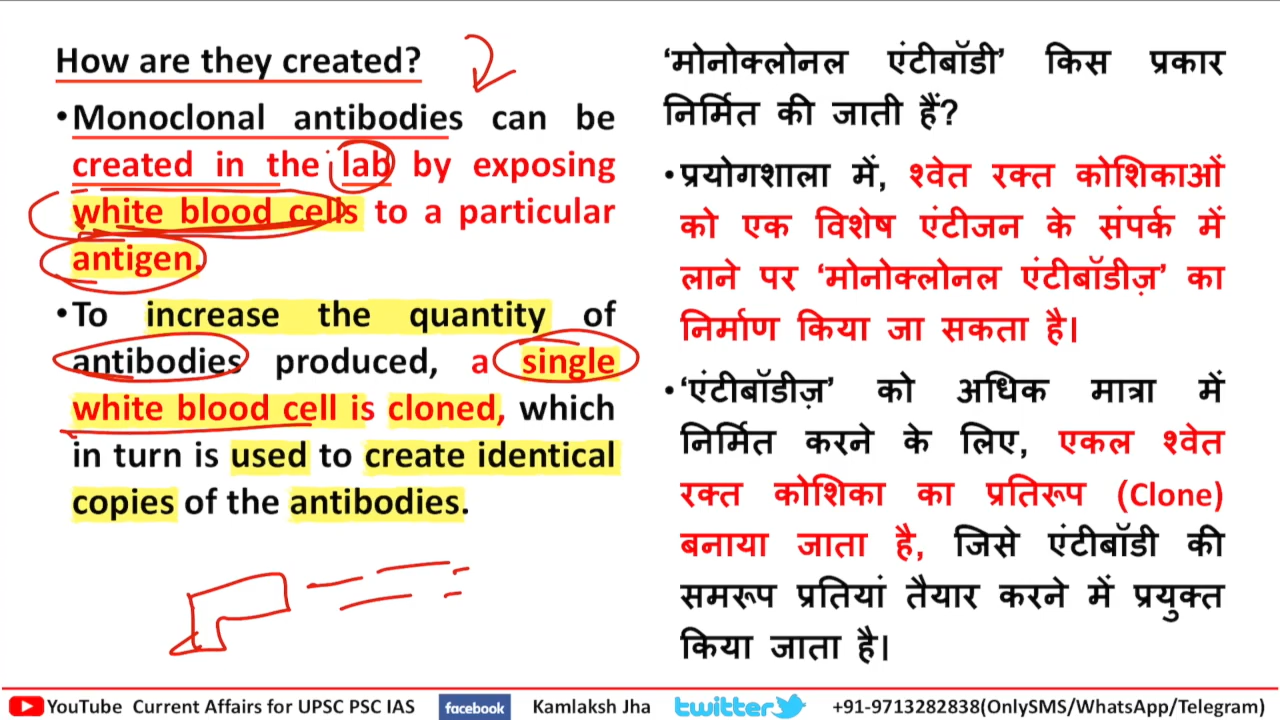 How are they created?
•Monoclonal antibodies can be
created in the lab by exposing
white blood cells to a particular
antigen.
•To increase the quantity of
antibodies produced, a single
white blood cell is cloned, which
in turn is used to create identical
copies of the antibodies.
‘मोनोक्लोनल एंटीबॉडी’ किस प्रकार
निर्मित की जाती हैं?
•प्रयोगशाला में, श्वेत रक्त कोशिकाओं
को एक विशेष एंटीजन के संपर्क में
लाने पर ‘मोनोक्लोनल एंटीबॉडीज़’ का
निर्माण किया जा सकता है।
•‘एंटीबॉडीज़’ को अधिक मात्रा में
निर्मित करने के लिए, एकल श्वेत
रक्त कोशिका का प्रतिरूप (Clone)
बनाया जाता है, जिसे एंटीबॉडी की
समरूप प्रतियां तैयार करने में प्रयुक्त
किया जाता है।
YouTube Current Affairs for UPSC PSC IAS facebook Kamlaksh Jha twitter +91-9713282838(OnlySMS/WhatsApp/Telegram)